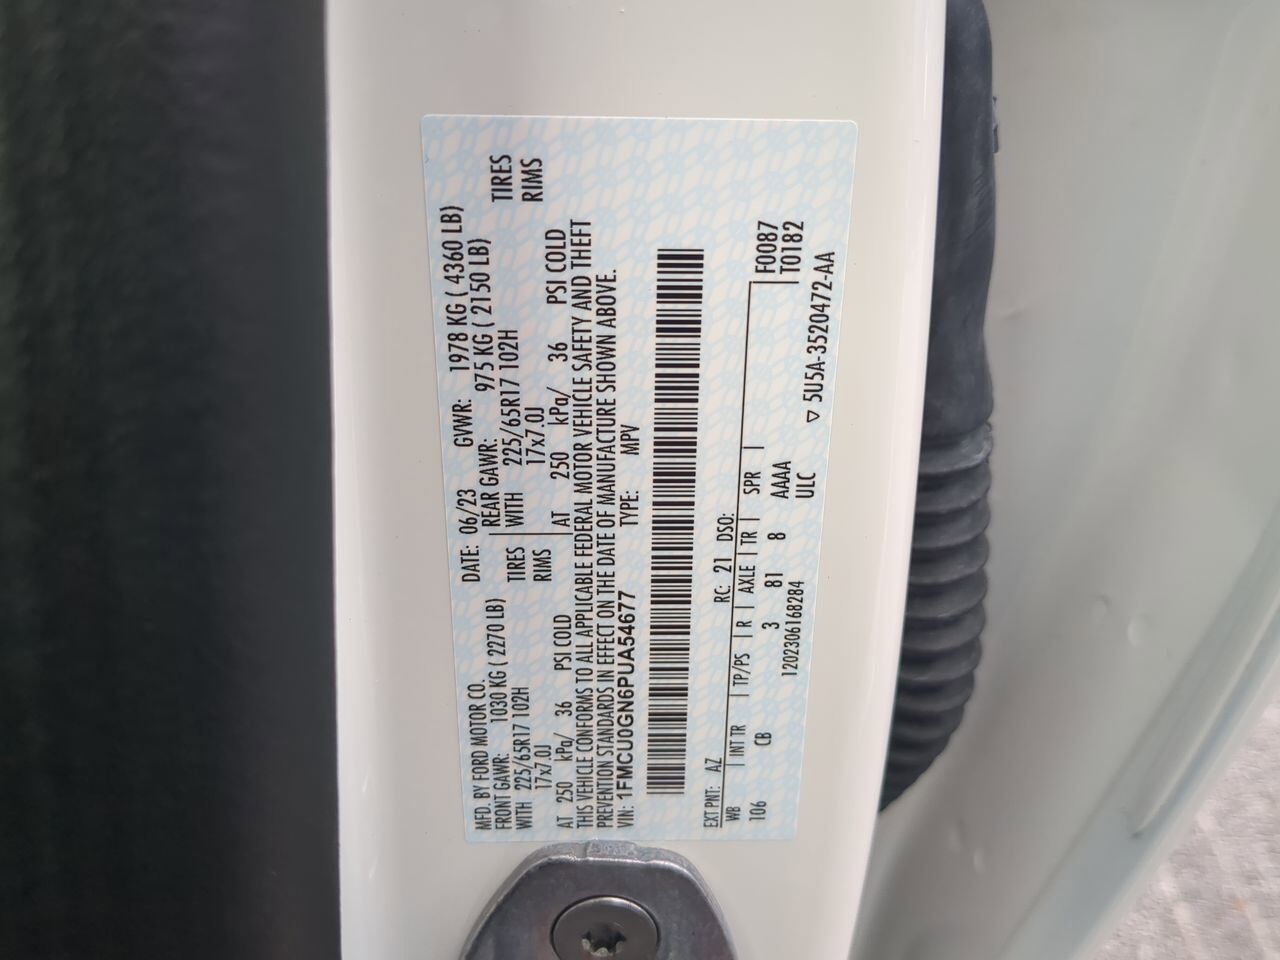 MFD. BY FORD MOTOR CO. DATE: 06/23 GVWR: 1978 KG ( 4360 LB)
FRONT GAWR: 1030 KG ( 2270 LB) REAR GAWR: 975 KG ( 2150 LB)
WITH 225/65R17 102H TIRES WITH 225/65R17 102H TIRES
17x7.0J RIMS 17x7.0J RIMS
AT 250 kPa/ 36 PSI COLD AT 250 kPa/ 36 PSI COLD
THIS VEHICLE CONFORMS TO ALL APPLICABLE FEDERAL MOTOR VEHICLE SAFETY AND THEFT
PREVENTION STANDARDS IN EFFECT ON THE DATE OF MANUFACTURE SHOWN ABOVE.
VIN: 1FMCU0GN6PUA54677 TYPE: MPV
EXT PNT: AZ RC: 21 DSO: F0087
WB INT TR TP/PS R AXLE TR SPR T0182
106 CB 3 81 8 AAAA
1202306168284 ULC
▽ 5U5A-3520472-AA